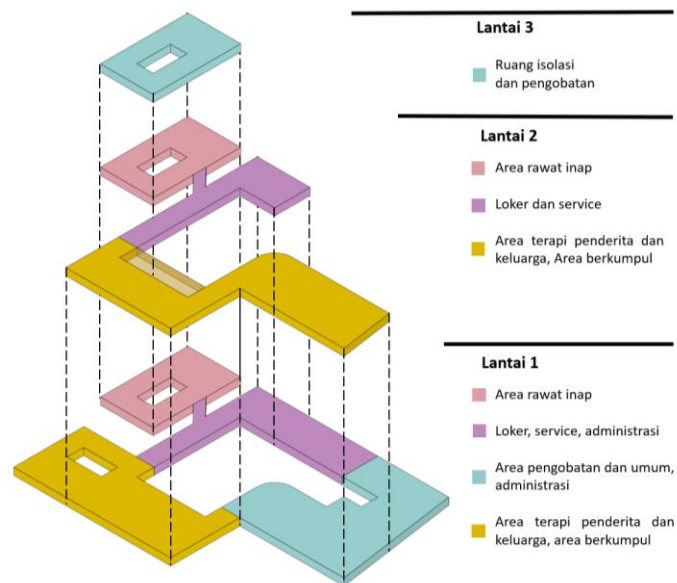 Lantai 3
Ruang isolasi
dan pengobatan
Lantai 2
Area rawat inap
Loker dan service
Area terapi penderita dan
keluarga, Area berkumpul
Lantai 1
Area rawat inap
Loker, service, administrasi
Area pengobatan dan umum,
administrasi
Area terapi penderita dan
keluarga, area berkumpul